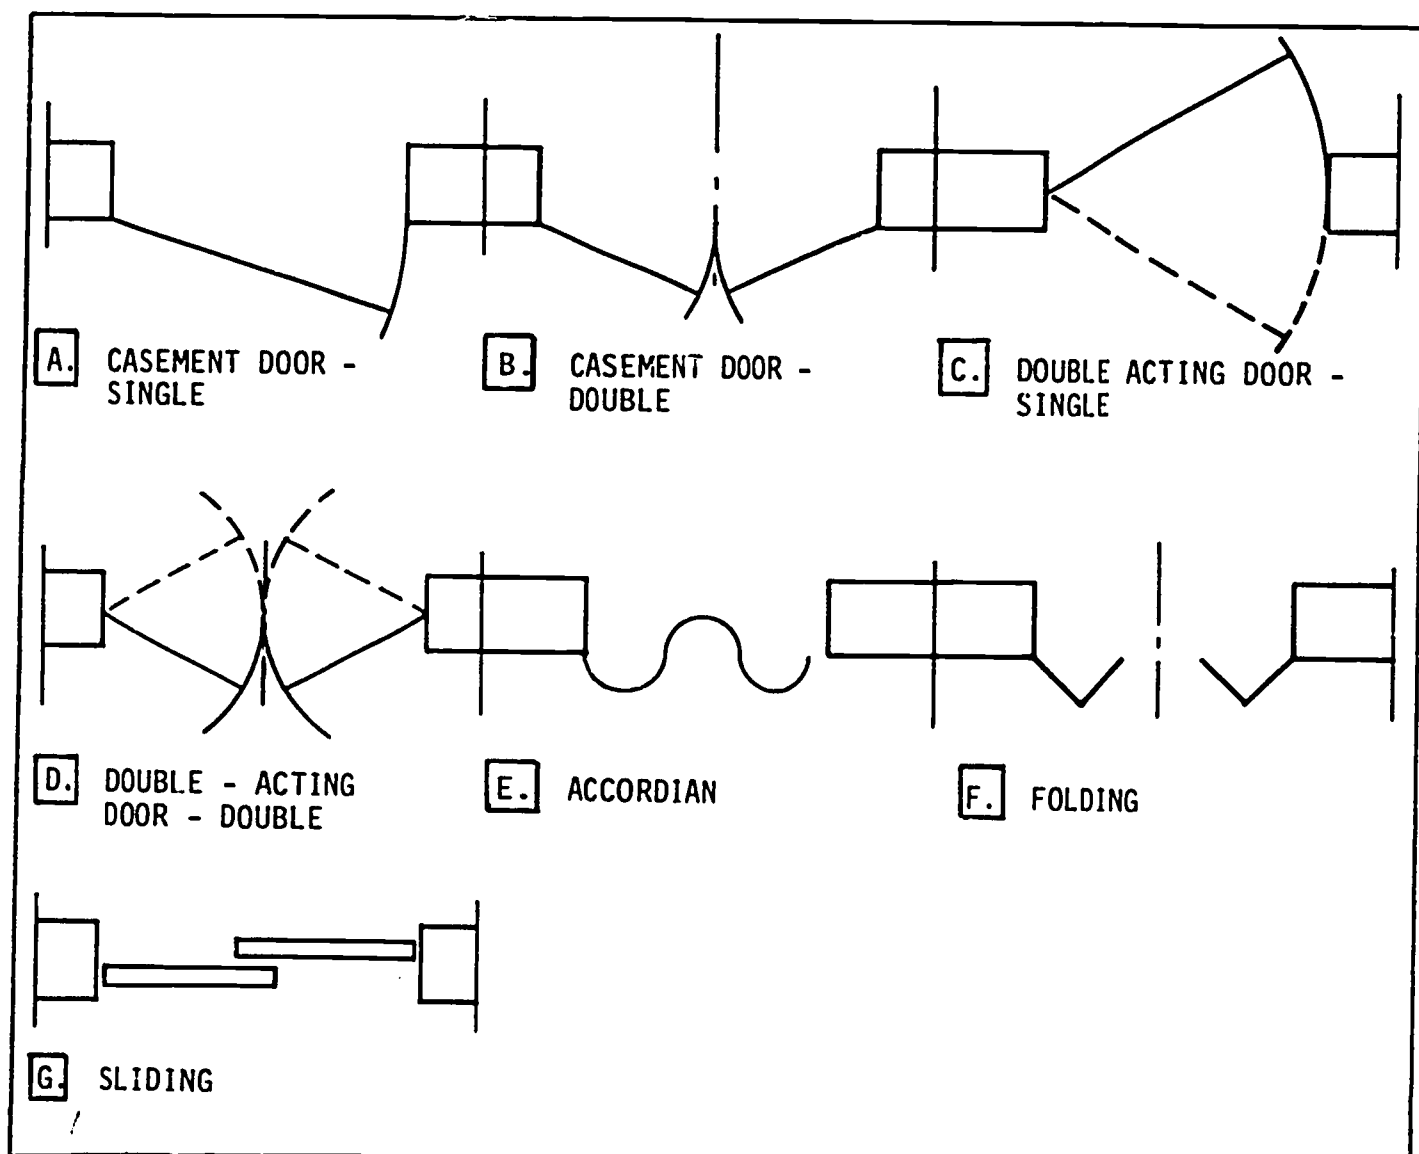 A. CASEMENT DOOR -
SINGLE
B. CASEMENT DOOR -
DOUBLE
C. DOUBLE ACTING DOOR -
SINGLE
D. DOUBLE - ACTING
DOOR - DOUBLE
E. ACCORDIAN
F. FOLDING
G. SLIDING